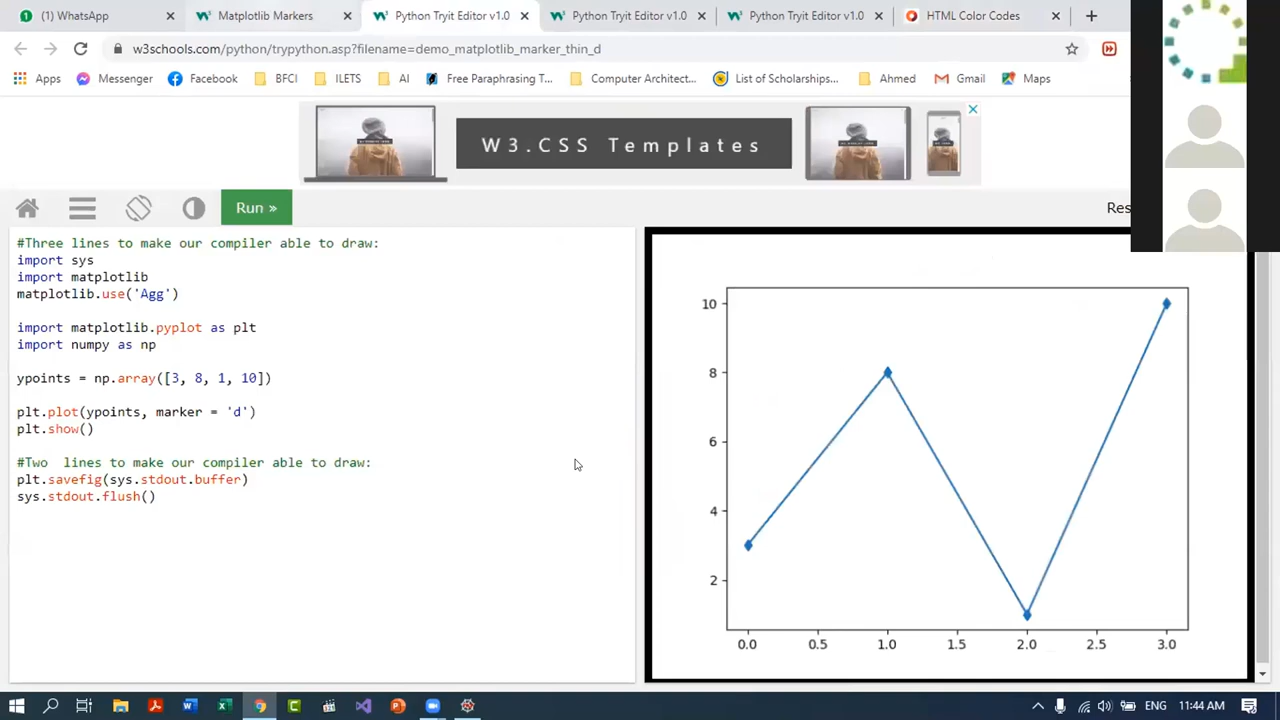 (1) WhatsApp
Matplotlib Markers
Python Tryit Editor v1.0
Python Tryit Editor v1.0
Python Tryit Editor v1.0
HTML Color Codes
w3schools.com/python/trypython.asp?filename=demo_matplotlib_marker_thin_d
Apps
Messenger
Facebook
BFCI
ILETS
AI
Free Paraphrasing T...
Computer Architect...
List of Scholarships...
Ahmed
Gmail
Maps
W3.CSS Templates
Run »
#Three lines to make our compiler able to draw:
import sys
import matplotlib
matplotlib.use('Agg')
import matplotlib.pyplot as plt
import numpy as np
ypoints = np.array([3, 8, 1, 10])
plt.plot(ypoints, marker = 'd')
plt.show()
#Two  lines to make our compiler able to draw:
plt.savefig(sys.stdout.buffer)
sys.stdout.flush()
10
8
6
4
2
0.0 0.5 1.0 1.5 2.0 2.5 3.0
ENG
11:44 AM